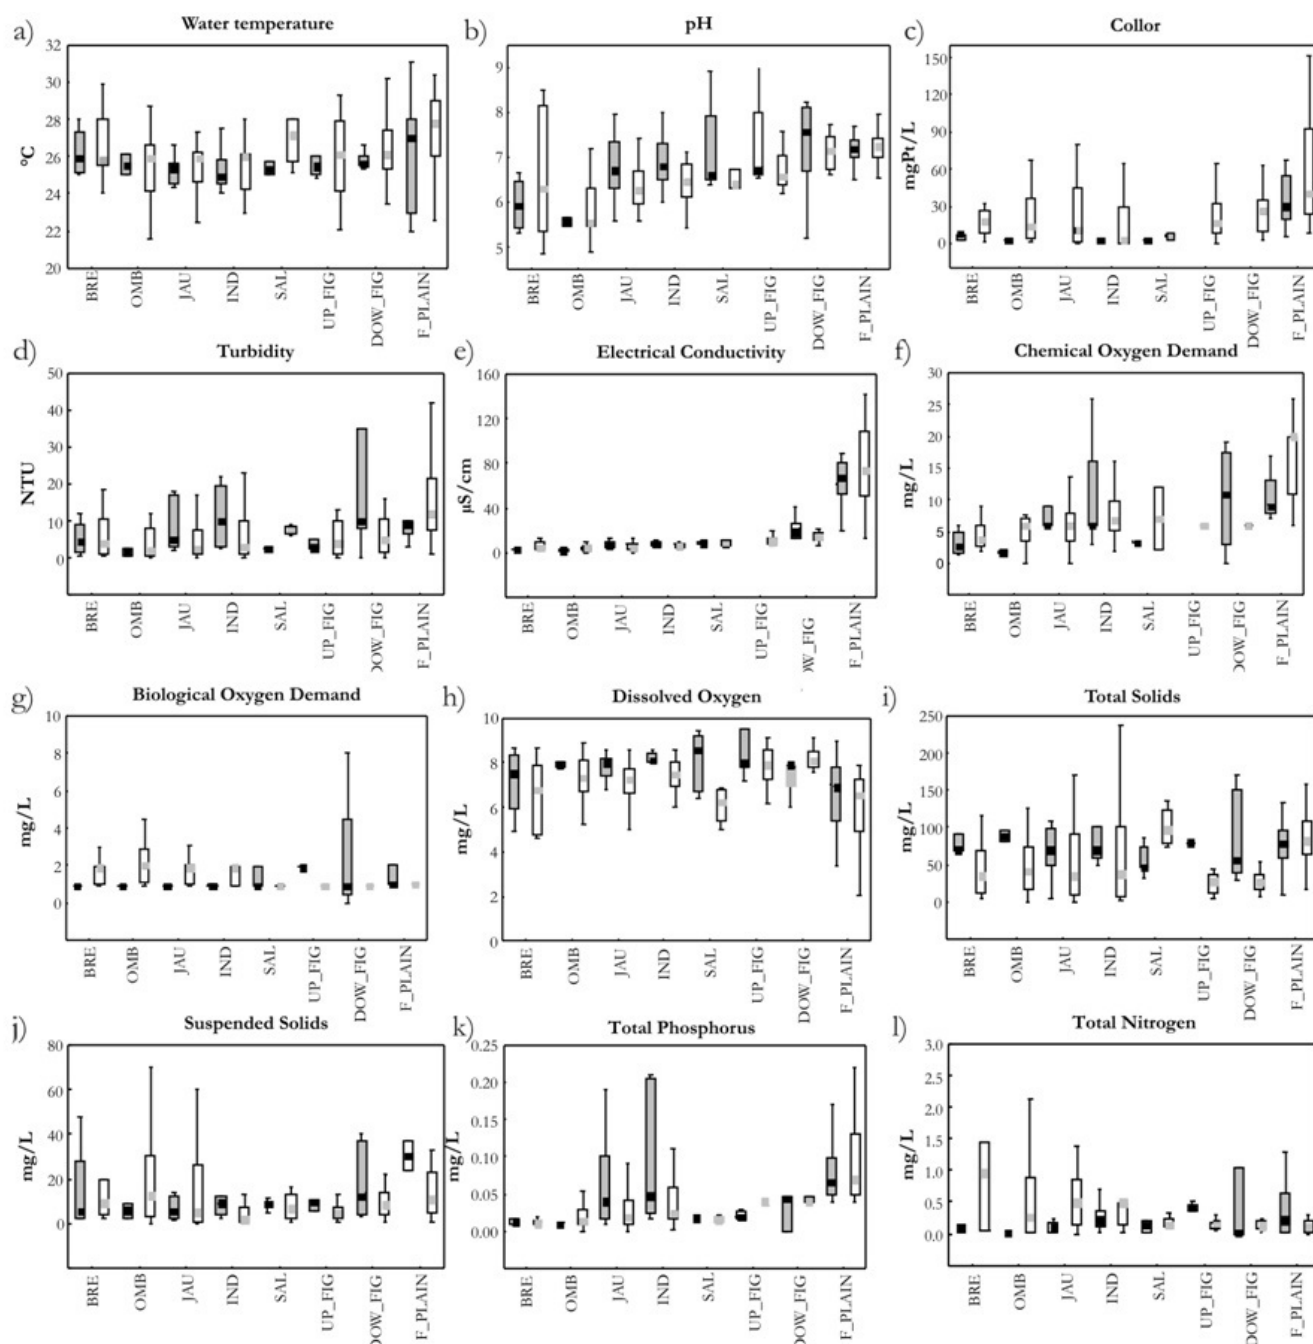 a)
Water temperature
32
30
28
26
24
22
20
°C
BRE
OMB
JAU
IND
SAL
UP_FIG
DOW_FIG
F_PLAIN
b)
pH
9
8
7
6
5
BRE
OMB
JAU
IND
SAL
UP_FIG
DOW_FIG
F_PLAIN
c)
Collor
150
120
90
60
30
0
mgPt/L
BRE
OMB
JAU
IND
SAL
UP_FIG
DOW_FIG
F_PLAIN
d)
Turbidity
50
40
30
20
10
0
NTU
BRE
OMB
JAU
IND
SAL
UP_FIG
OW_FIG
F_PLAIN
e)
Electrical Conductivity
160
120
80
40
0
µS/cm
BRE
OMB
JAU
IND
SAL
UP_FIG
OW_FIG
F_PLAIN
f)
Chemical Oxygen Demand
30
25
20
15
10
5
0
mg/L
BRE
OMB
JAU
IND
SAL
UP_FIG
OW_FIG
F_PLAIN
g)
Biological Oxygen Demand
10
8
6
4
2
0
mg/L
BRE
OMB
JAU
IND
SAL
UP_FIG
DOW_FIG
F_PLAIN
h)
Dissolved Oxygen
10
8
6
4
2
0
mg/L
BRE
OMB
JAU
IND
SAL
UP_FIG
DOW_FIG
F_PLAIN
i)
Total Solids
250
200
150
100
50
0
mg/L
BRE
OMB
JAU
IND
SAL
UP_FIG
DOW_FIG
F_PLAIN
j)
Suspended Solids
80
60
40
20
0
mg/L
BRE
OMB
JAU
IND
SAL
UP_FIG
OW_FIG
F_PLAIN
k)
Total Phosphorus
0.25
0.20
0.15
0.10
0.05
0.00
mg/L
BRE
OMB
JAU
IND
SAL
UP_FIG
DOW_FIG
F_PLAIN
l)
Total Nitrogen
3.0
2.5
2.0
1.5
1.0
0.5
0.0
mg/L
BRE
OMB
JAU
IND
SAL
UP_FIG
DOW_FIG
F_PLAIN